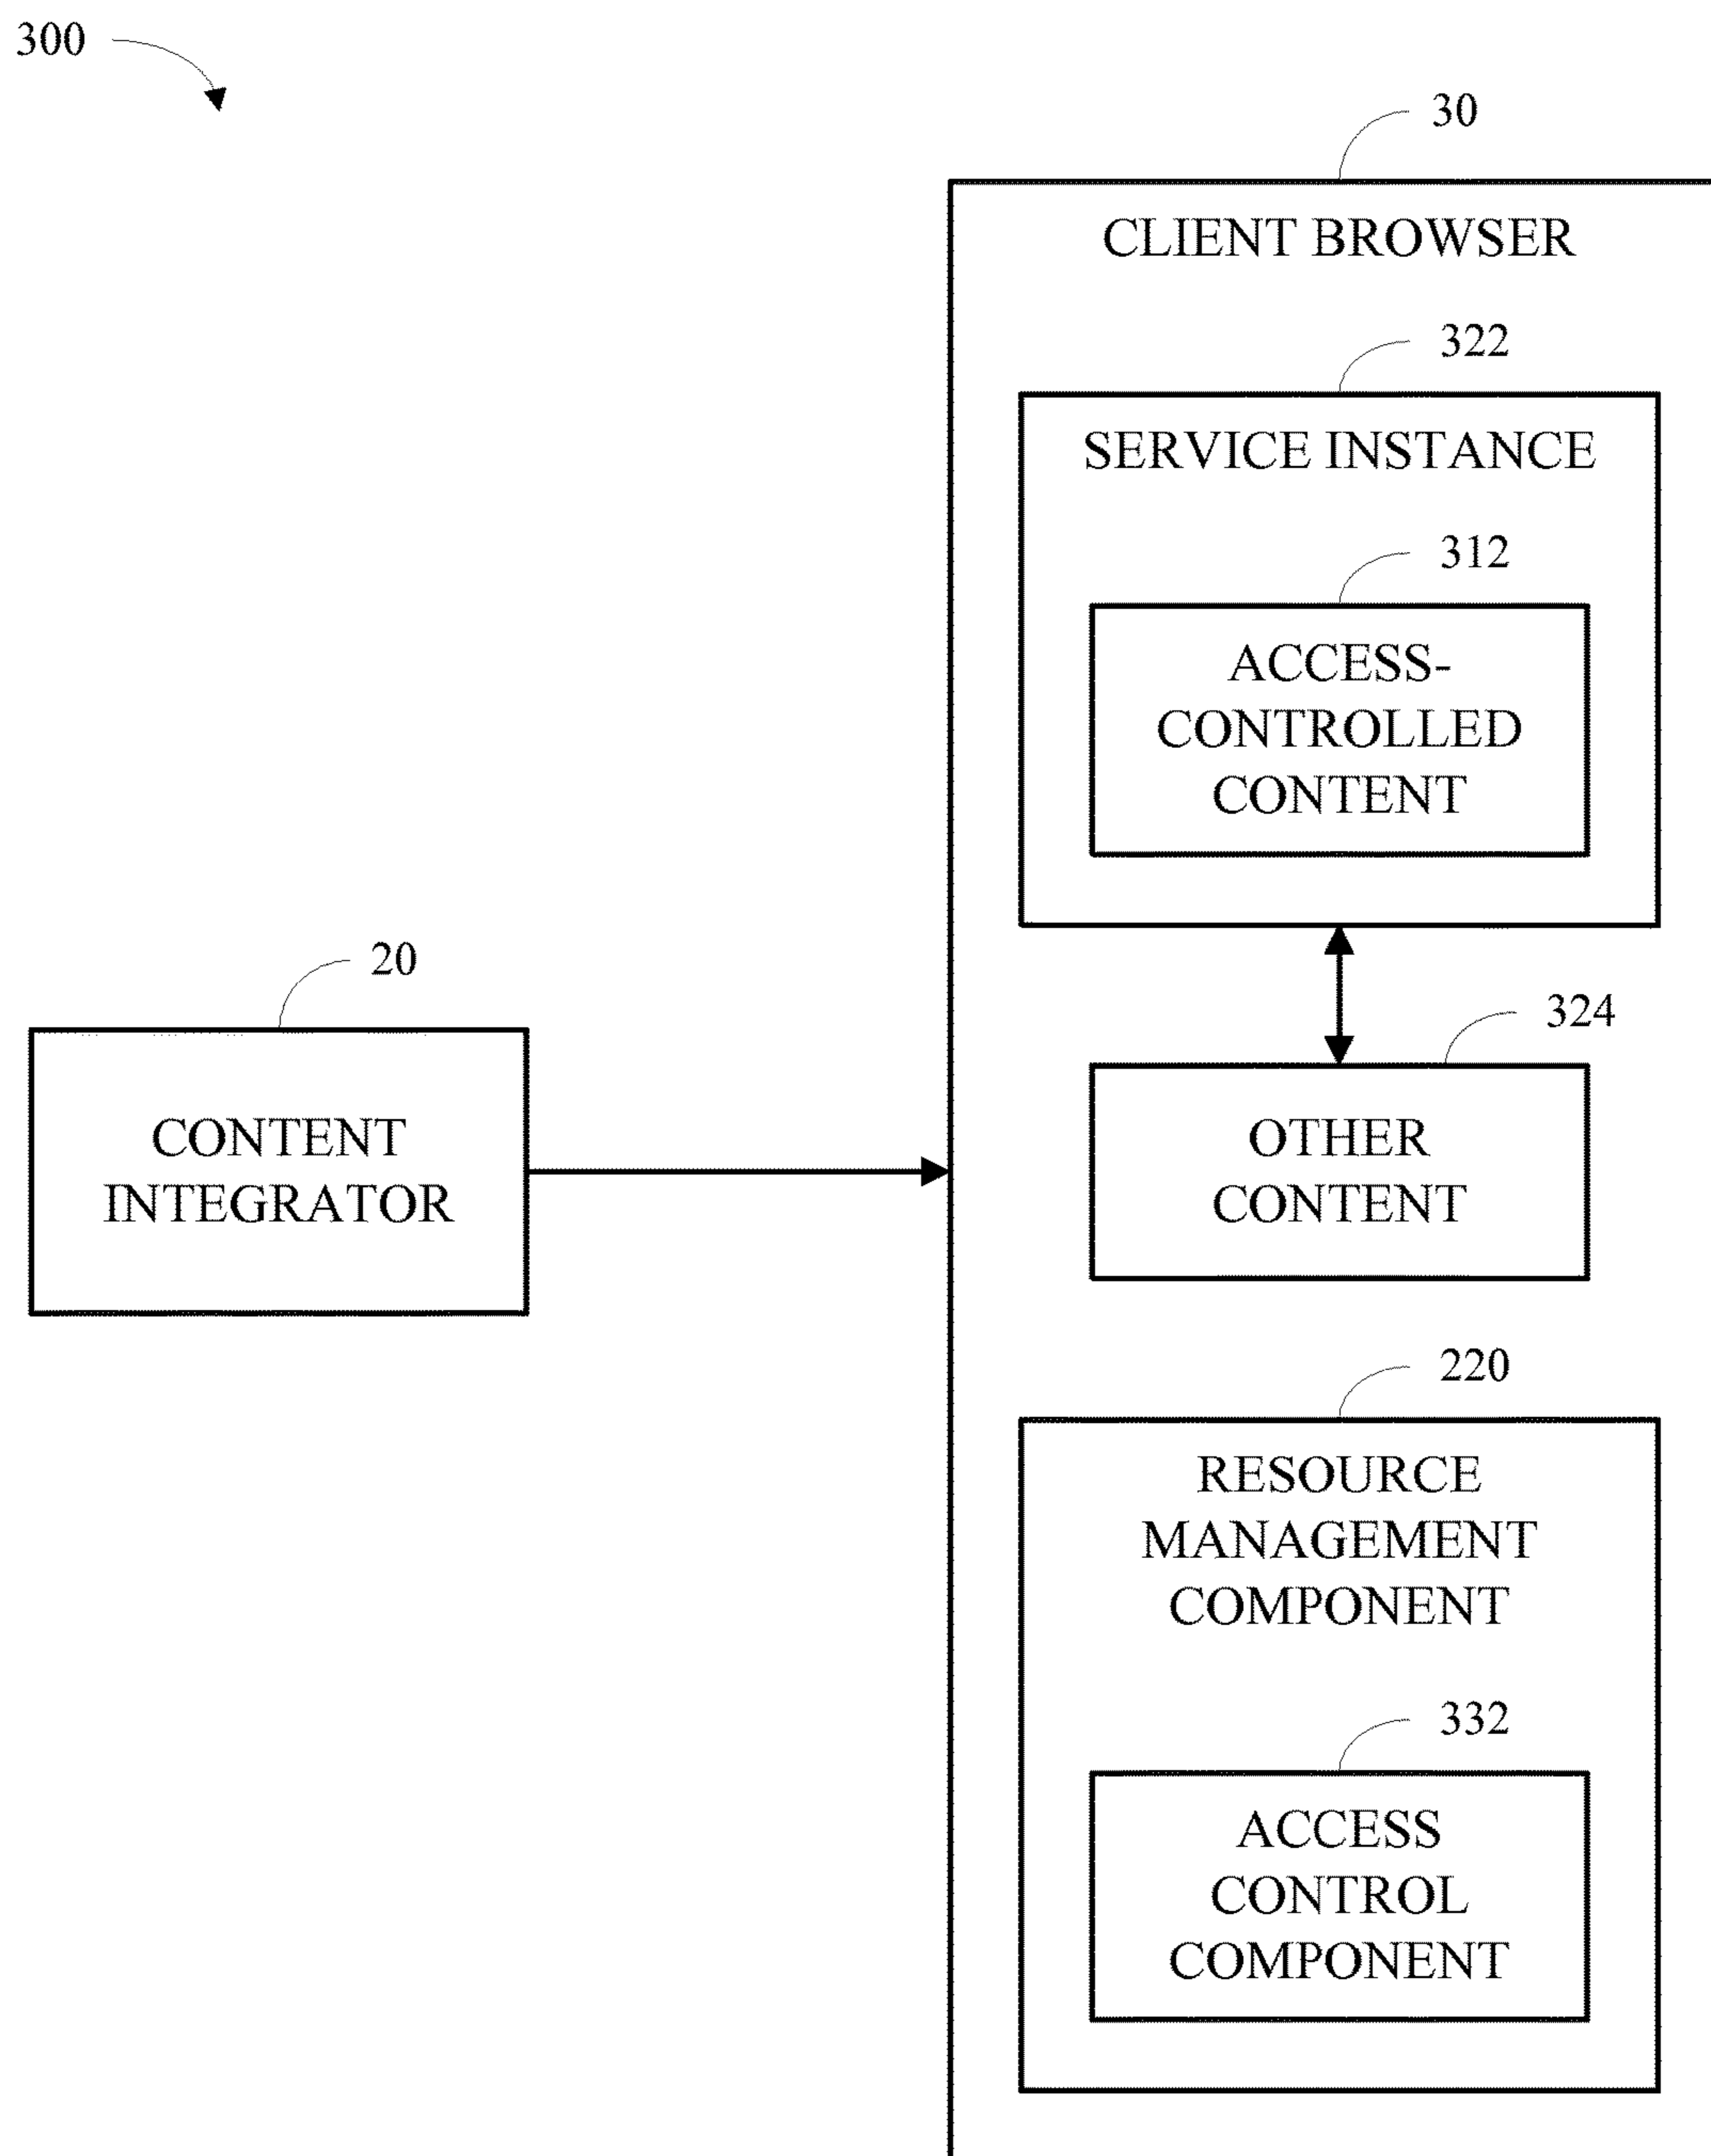 300
30
CLIENT BROWSER
322
SERVICE INSTANCE
312
ACCESS-
CONTROLLED
CONTENT
20
CONTENT
INTEGRATOR
324
OTHER
CONTENT
220
RESOURCE
MANAGEMENT
COMPONENT
332
ACCESS
CONTROL
COMPONENT